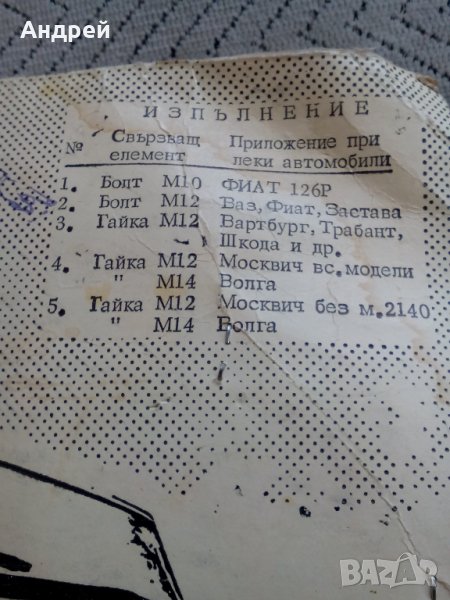 Андрей
ИЗПЪЛНЕНИЕ
№ Свързващ елемент Приложение при леки автомобили
1. Болт М10 ФИАТ 126Р
2. Болт М12 Ваз, Фиат, Застава
3. Гайка М12 Вартбург, Трабант,
Шкода и др.
4. Гайка М12 Москвич вс. модели
" М14 Волга
5. Гайка М12 Москвич без м.2140
" М14 Волга
BAZAR